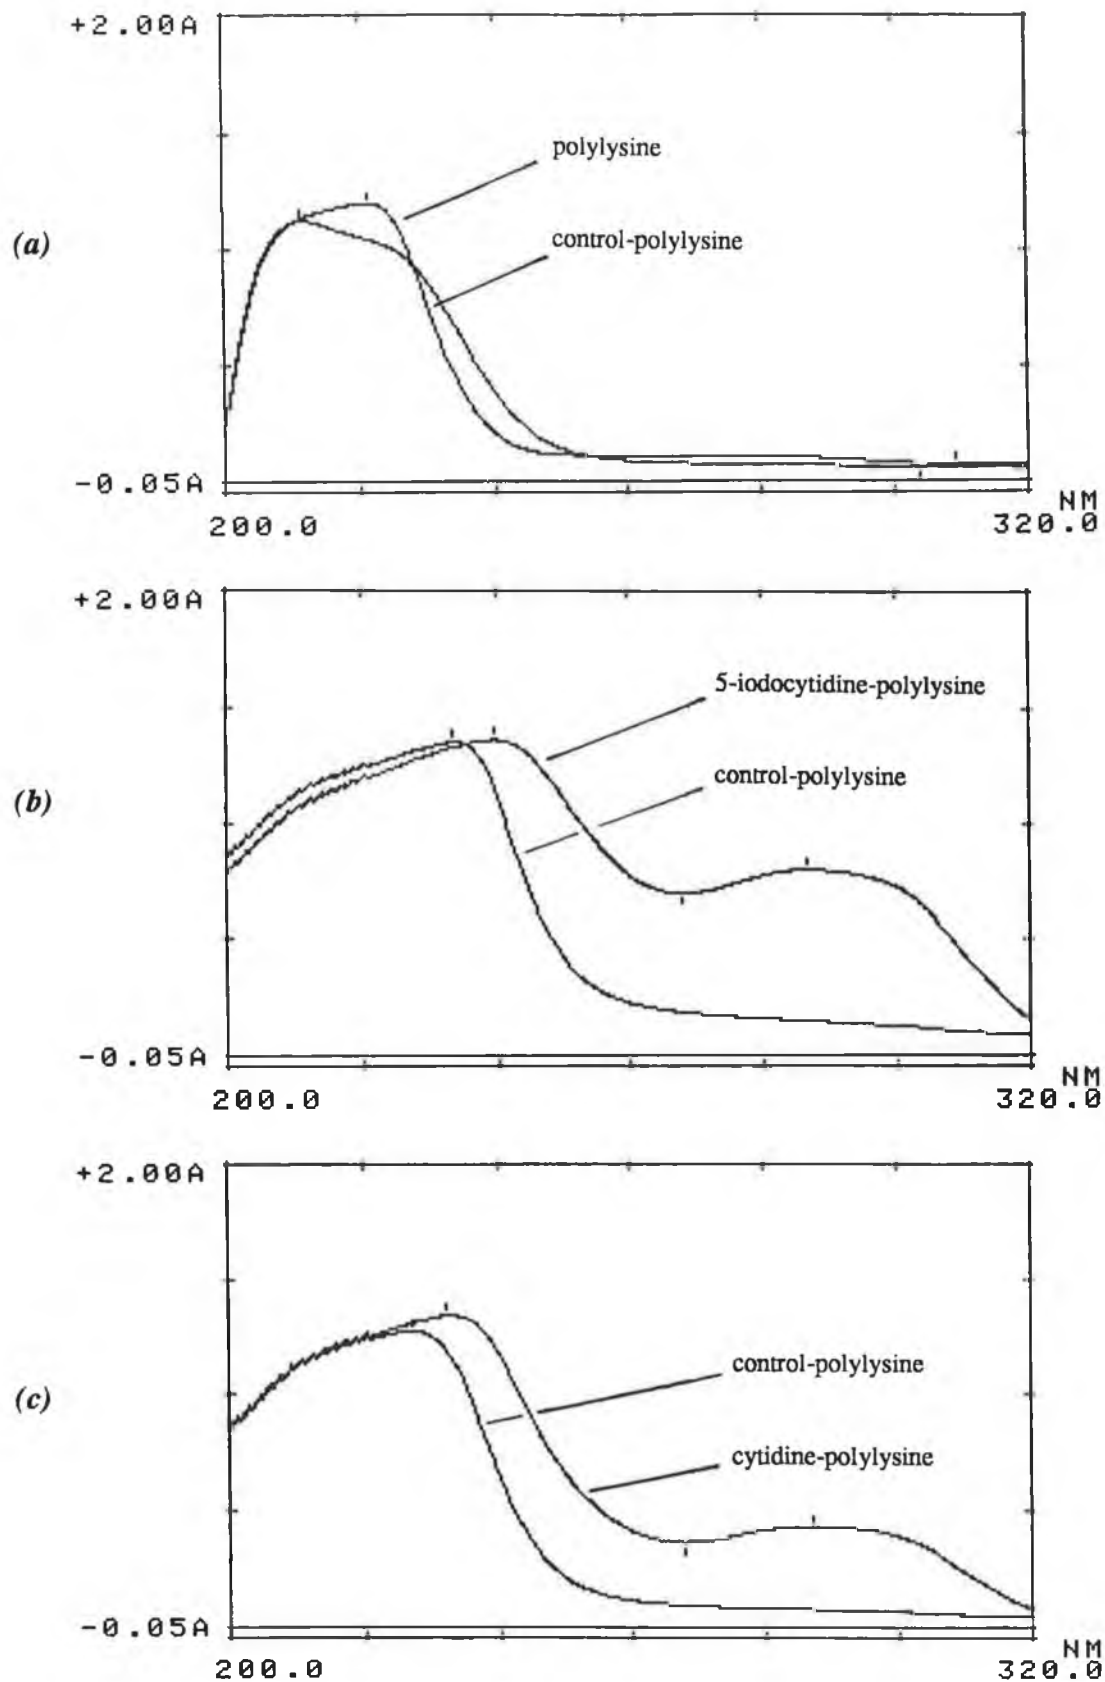 +2.00A
polylysine
(a)
control-polylysine
-0.05A
NM
200.0
320.0
+2.00A
5-iodocytidine-polylysine
control-polylysine
(b)
-0.05A
NM
200.0
320.0
+2.00A
control-polylysine
(c)
cytidine-polylysine
-0.05A
NM
200.0
320.0